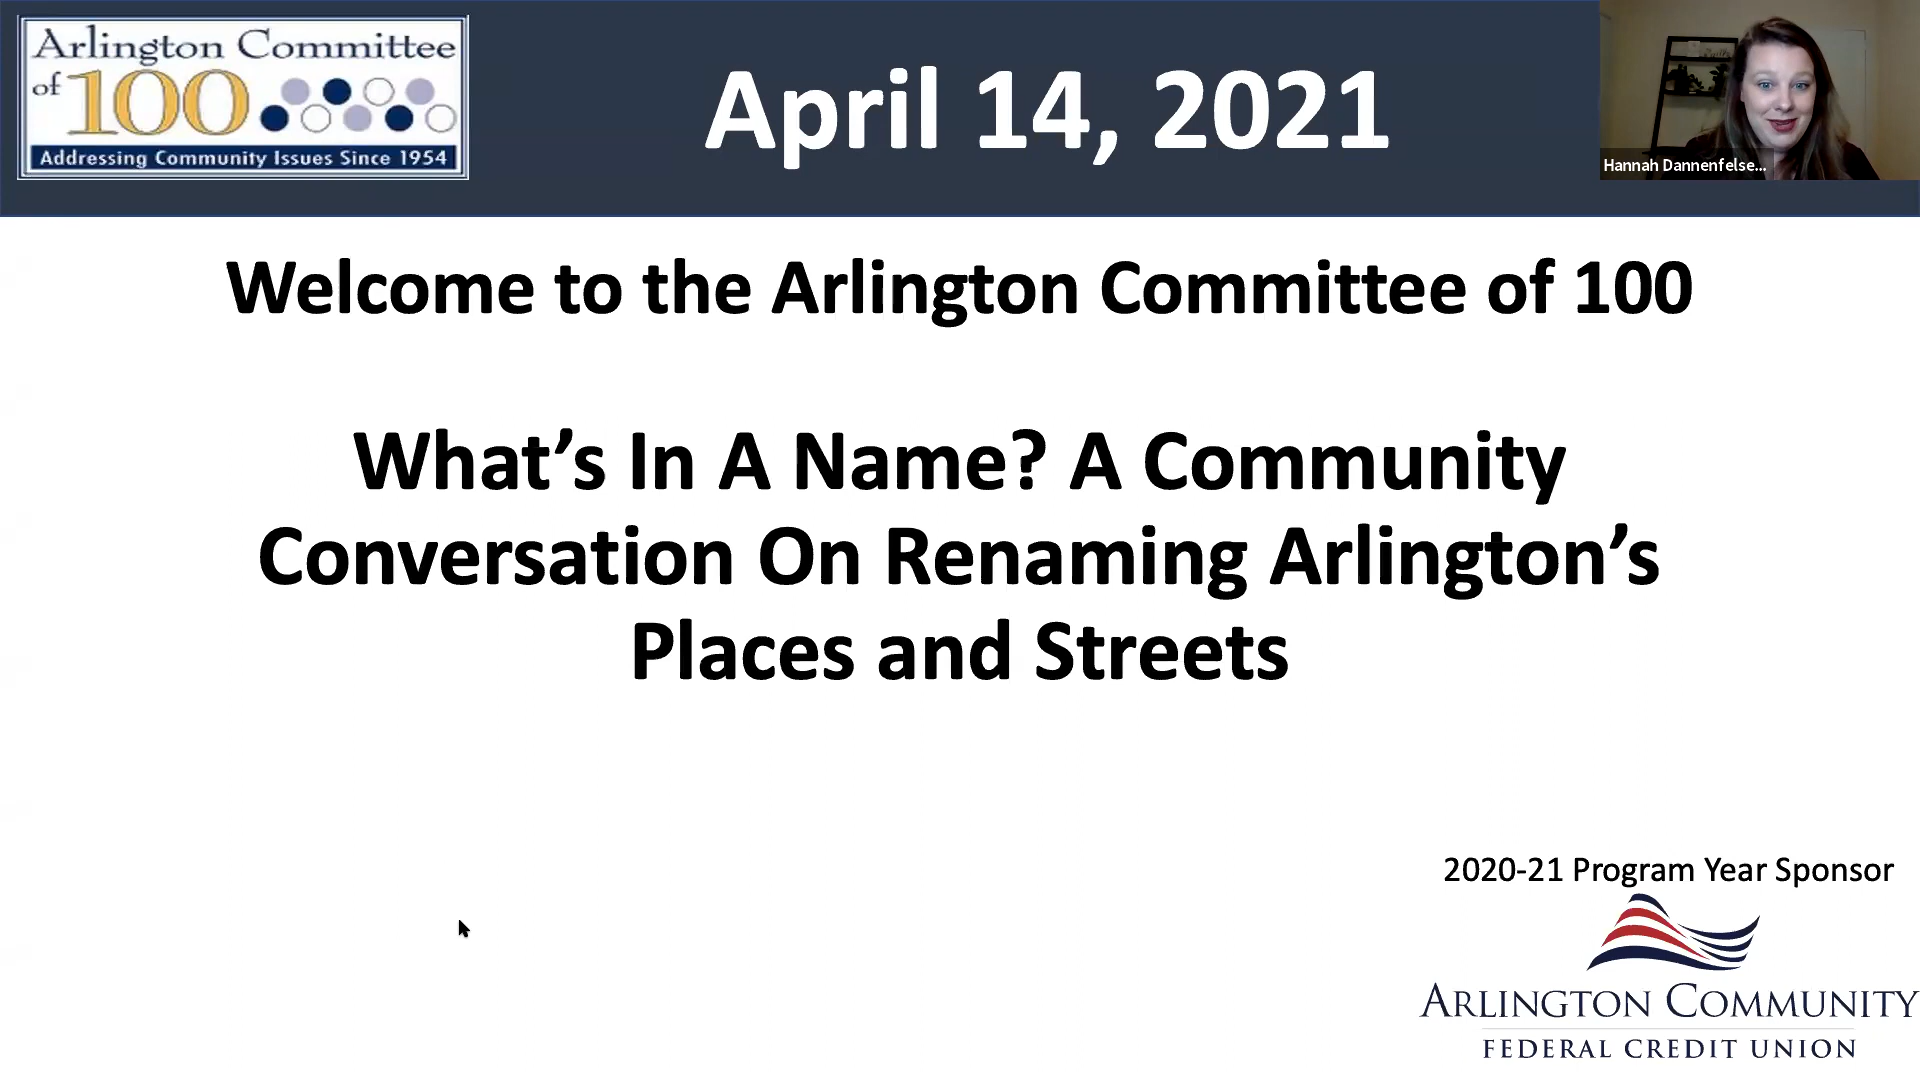 Arlington Committee
of 100
Addressing Community Issues Since 1954
April 14, 2021
Hannah Dannenfelse...
Welcome to the Arlington Committee of 100
What’s In A Name? A Community
Conversation On Renaming Arlington’s
Places and Streets
2020-21 Program Year Sponsor
ARLINGTON COMMUNITY
FEDERAL CREDIT UNION